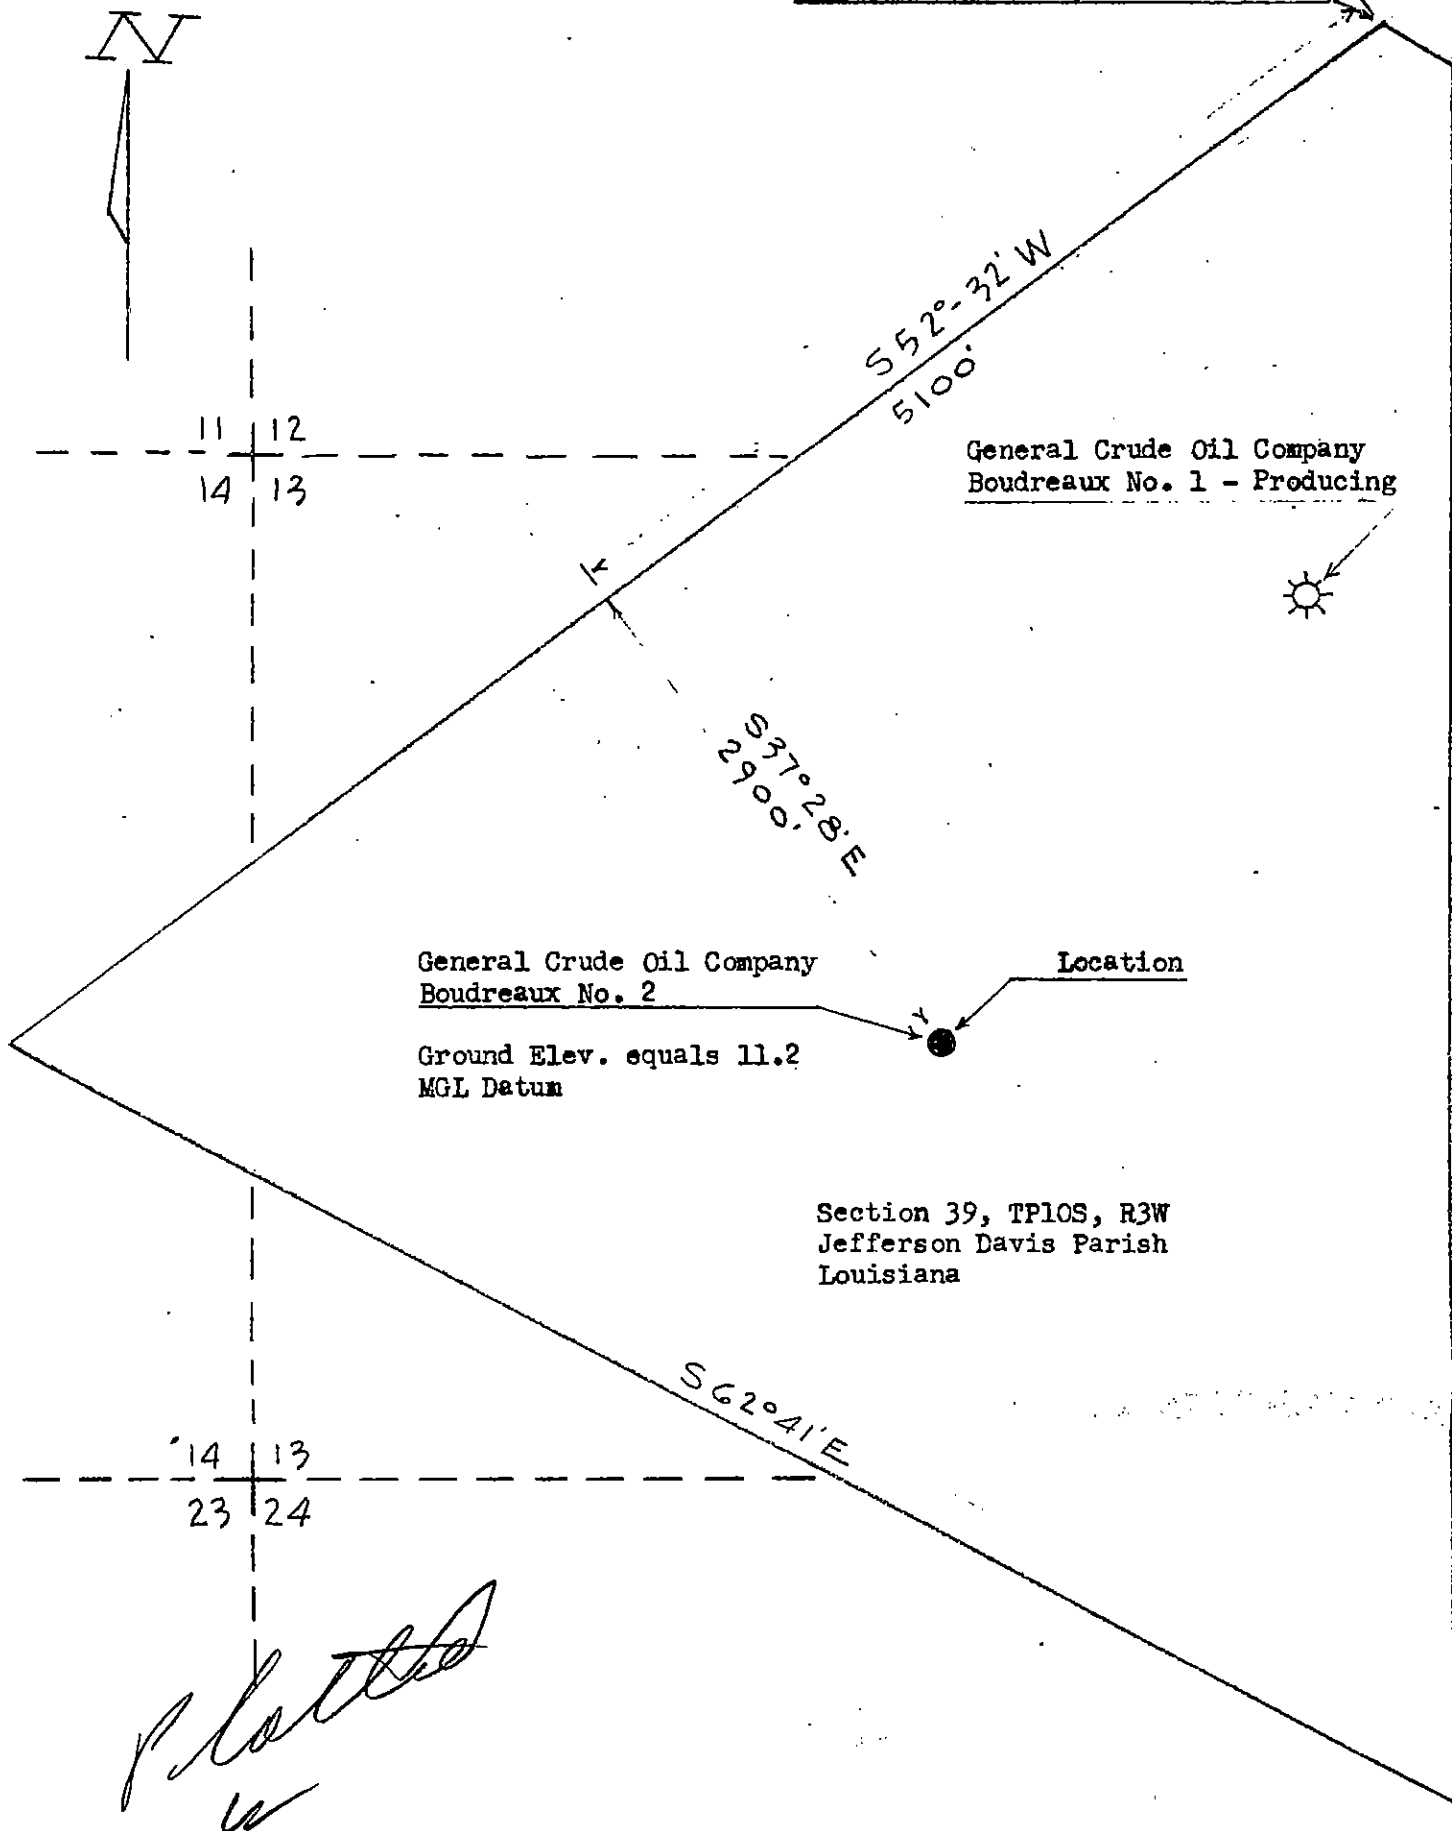 N
S52°-32'W
5100'
11 12
14 13
General Crude Oil Company
Boudreaux No. 1 - Producing
S37°28'E
2900'
General Crude Oil Company
Boudreaux No. 2
Location
Ground Elev. equals 11.2
MGL Datum
Section 39, TP10S, R3W
Jefferson Davis Parish
Louisiana
S62°41'E
14 13
23 24
plotted